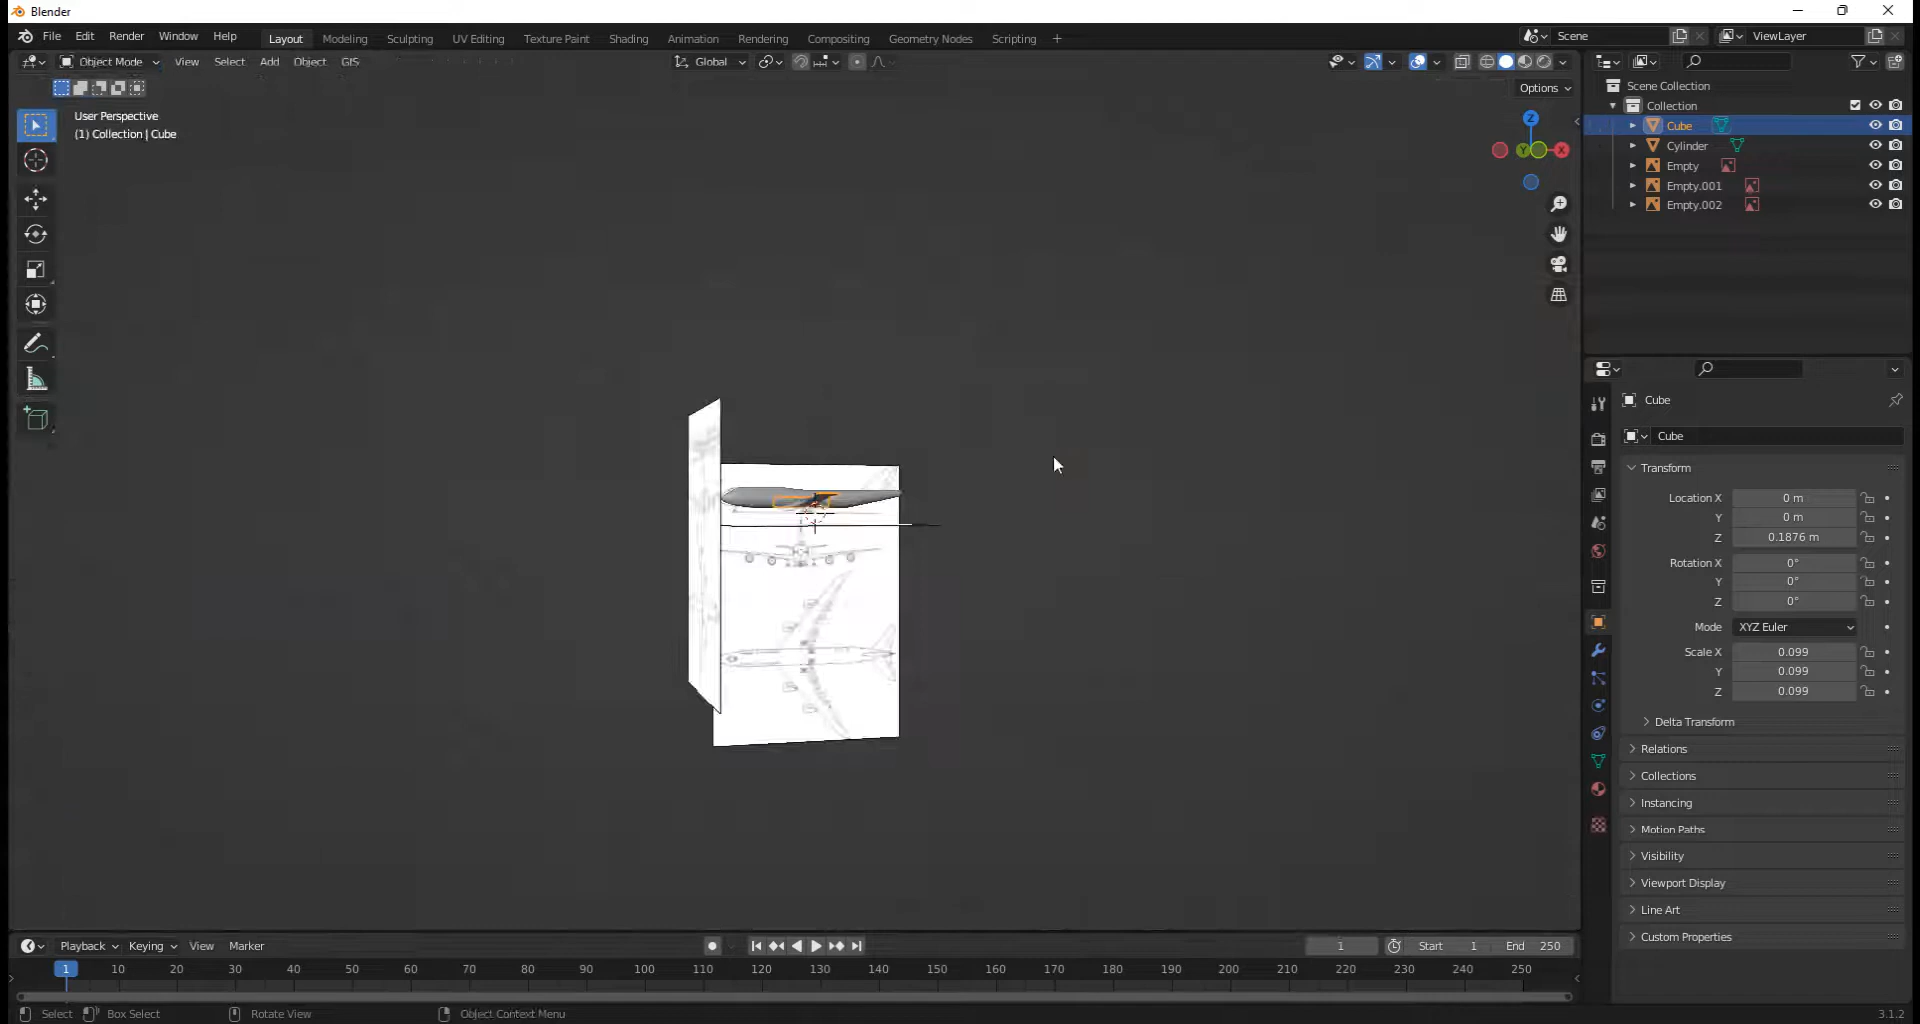 Blender
File Edit Render Window Help Layout Modeling Sculpting UV Editing Texture Paint Shading Animation Rendering Compositing Geometry Nodes Scripting + Scene ViewLayer
Object Mode View Select Add Object GIS Global
Options
User Perspective
(1) Collection | Cube
Z
Y
X
Scene Collection
Collection
Cube
Cylinder
Empty
Empty.001
Empty.002
Cube
Cube
Transform
Location X 0 m
Y 0 m
Z 0.1876 m
Rotation X 0°
Y 0°
Z 0°
Mode XYZ Euler
Scale X 0.099
Y 0.099
Z 0.099
Delta Transform
Relations
Collections
Instancing
Motion Paths
Visibility
Viewport Display
Line Art
Custom Properties
Playback Keying View Marker 1 Start 1 End 250
1 10 20 30 40 50 60 70 80 90 100 110 120 130 140 150 160 170 180 190 200 210 220 230 240 250
Select Box Select Rotate View Object Context Menu 3.1.2